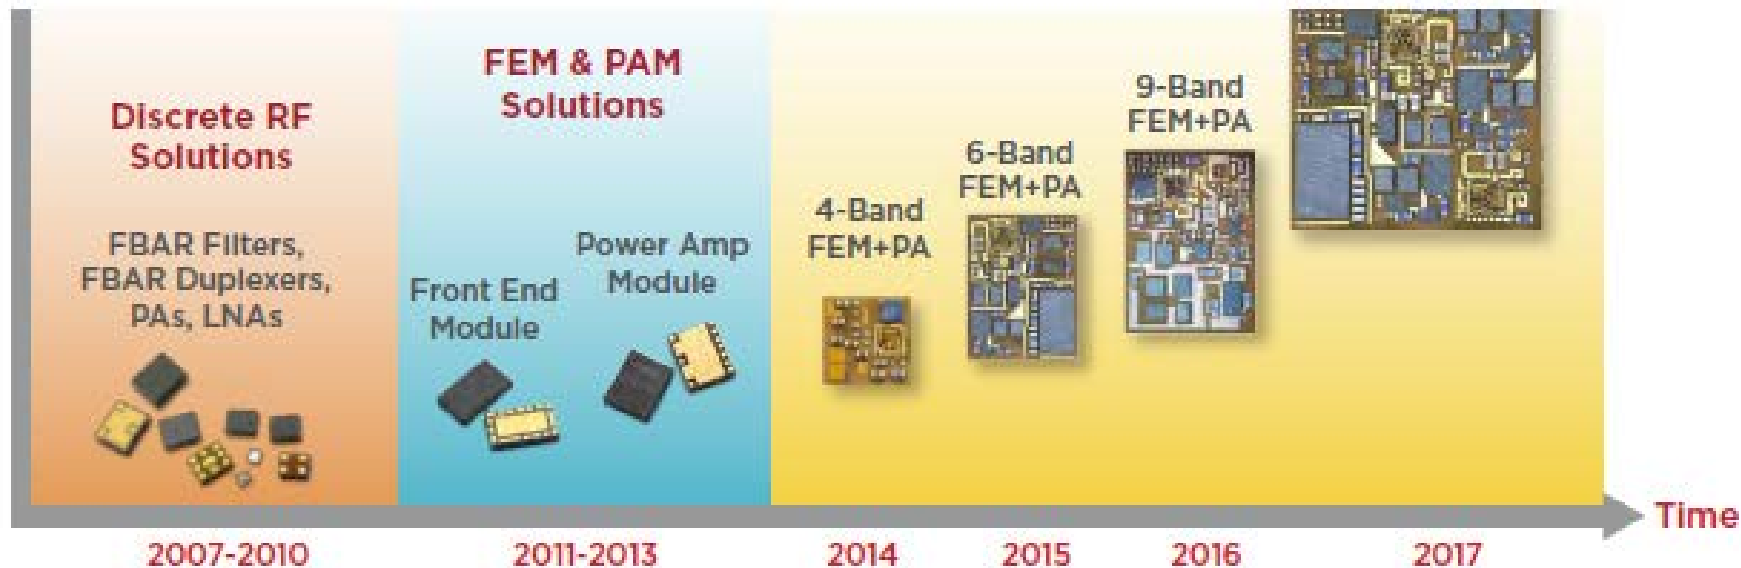 Discrete RF
Solutions
FBAR Filters,
FBAR Duplexers,
PAs, LNAs
FEM & PAM
Solutions
Front End
Module
Power Amp
Module
4-Band
FEM+PA
6-Band
FEM+PA
9-Band
FEM+PA
Time
2007-2010
2011-2013
2014
2015
2016
2017